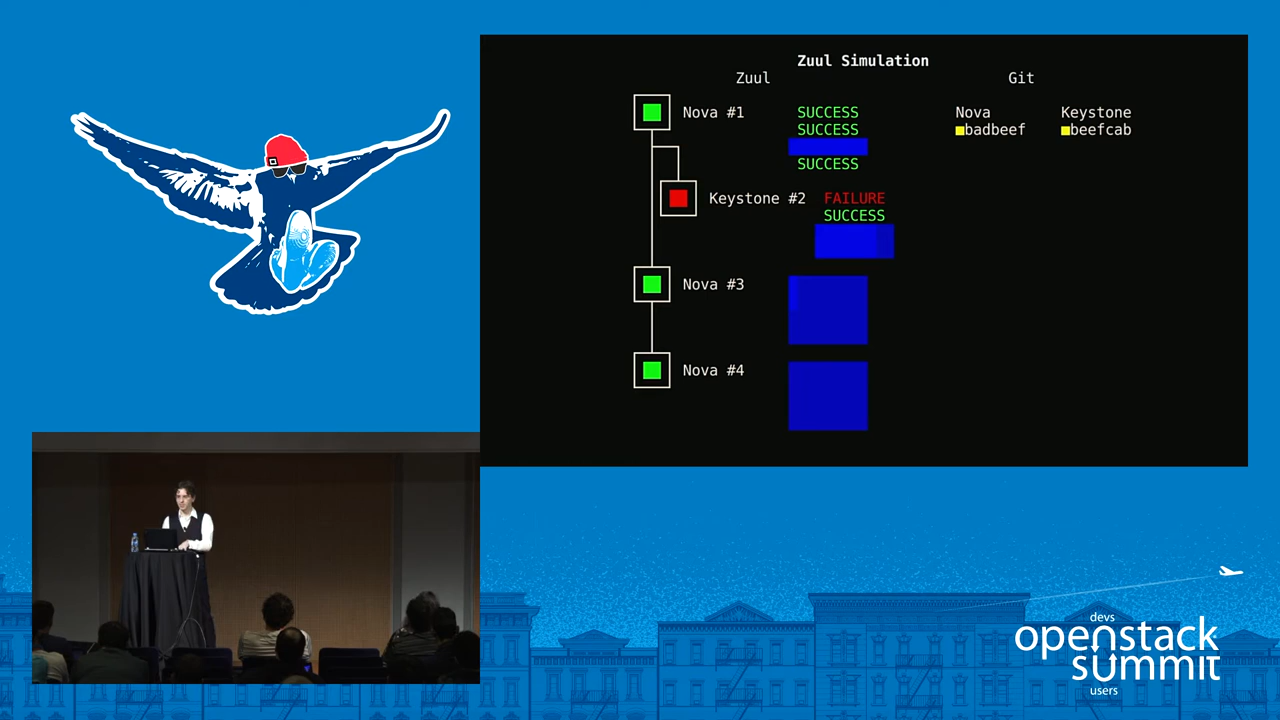 Zuul Simulation
Zuul
Git
Nova #1
SUCCESS
SUCCESS
SUCCESS
Nova
Keystone
badbeef
beefcab
Keystone #2
FAILURE
SUCCESS
Nova #3
Nova #4
devs
openstack
summit
users